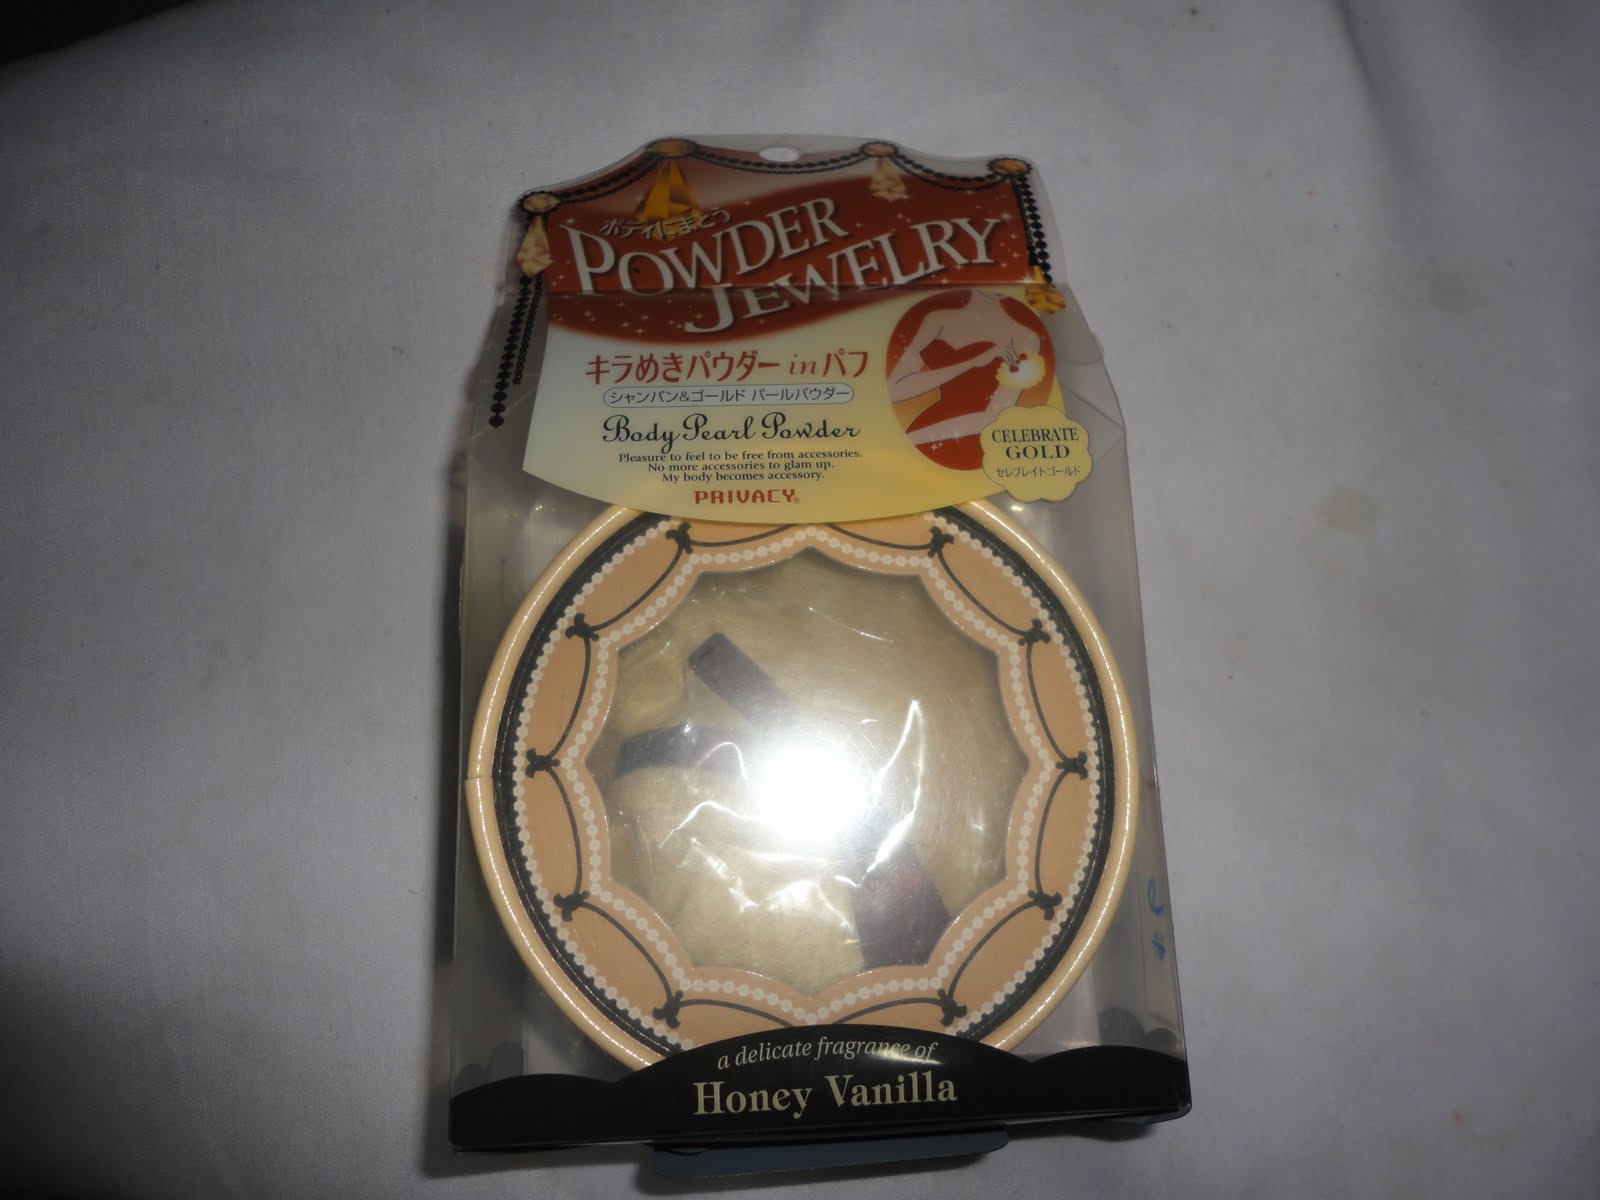 ボディにまとう
POWDER
JEWELRY
キラめきパウダー in パフ
シャンパン&ゴールド パールパウダー
Body Pearl Powder
Pleasure to feel to be free from accessories.
No more accessories to glam up.
My body becomes accessory.
PRIVACY®
CELEBRATE
GOLD
セレブレイトゴールド
a delicate fragrance of
Honey Vanilla